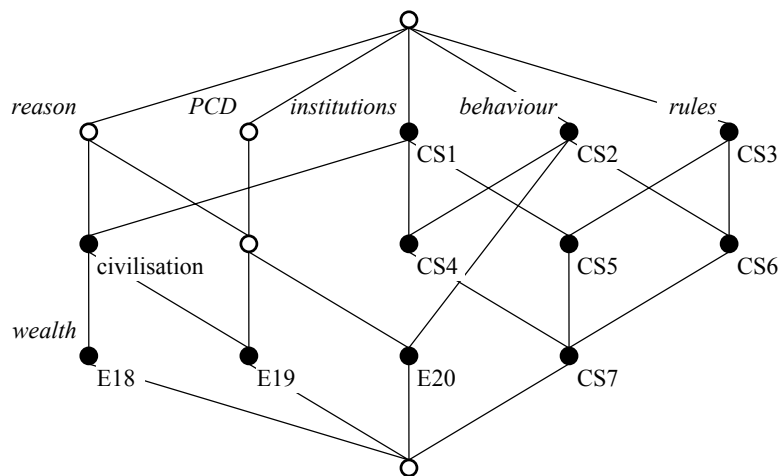 reason PCD institutions behaviour rules
CS1 CS2 CS3
civilisation CS4 CS5 CS6
wealth
E18 E19 E20 CS7